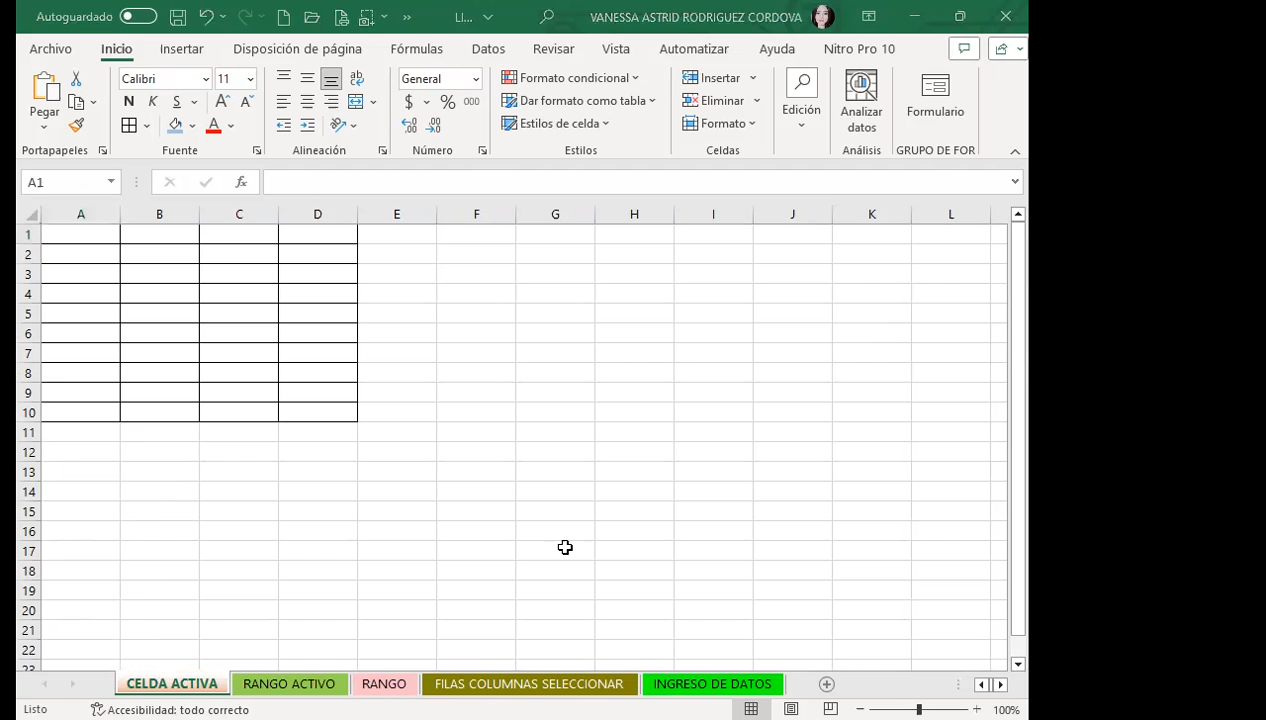 Autoguardado LI... VANESSA ASTRID RODRIGUEZ CORDOVA
Archivo Inicio Insertar Disposición de página Fórmulas Datos Revisar Vista Automatizar Ayuda Nitro Pro 10
Pegar Calibri 11 General Formato condicional Insertar Edición Analizar datos Formulario
N K S A A $ % 000 Dar formato como tabla Eliminar
A Estilos de celda Formato
Portapapeles Fuente Alineación Número Estilos Celdas Análisis GRUPO DE FOR
A1 fx
A B C D E F G H I J K L
1
2
3
4
5
6
7
8
9
10
11
12
13
14
15
16
17
18
19
20
21
22
23
CELDA ACTIVA RANGO ACTIVO RANGO FILAS COLUMNAS SELECCIONAR INGRESO DE DATOS
Listo Accesibilidad: todo correcto 100%